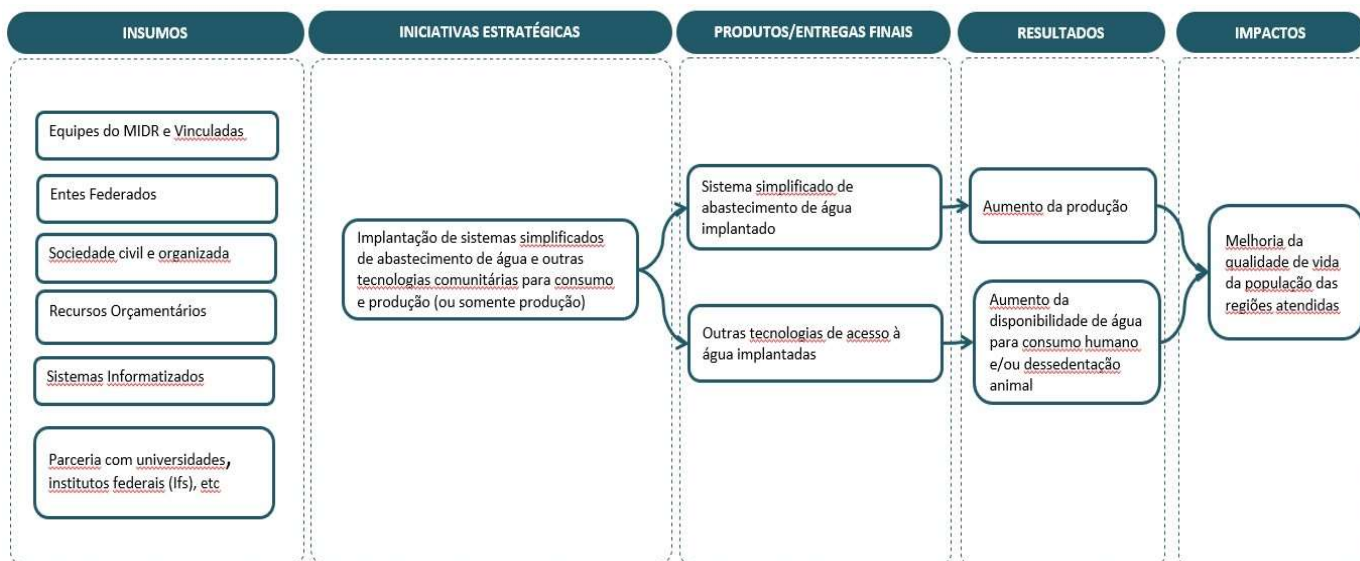 INSUMOS
INICIATIVAS ESTRATÉGICAS
PRODUTOS/ENTREGAS FINAIS
RESULTADOS
IMPACTOS
Equipes do MIDR e Vinculadas
Entes Federados
Sociedade civil e organizada
Recursos Orçamentários
Sistemas Informatizados
Parceria com universidades,
institutos federais (Ifs), etc
Implantação de sistemas simplificados
de abastecimento de água e outras
tecnologias comunitárias para consumo
e produção (ou somente produção)
Sistema simplificado de
abastecimento de água
implantado
Outras tecnologias de acesso à
água implantadas
Aumento da produção
Aumento da
disponibilidade de água
para consumo humano
e/ou dessedentação
animal
Melhoria da
qualidade de vida
da população das
regiões atendidas